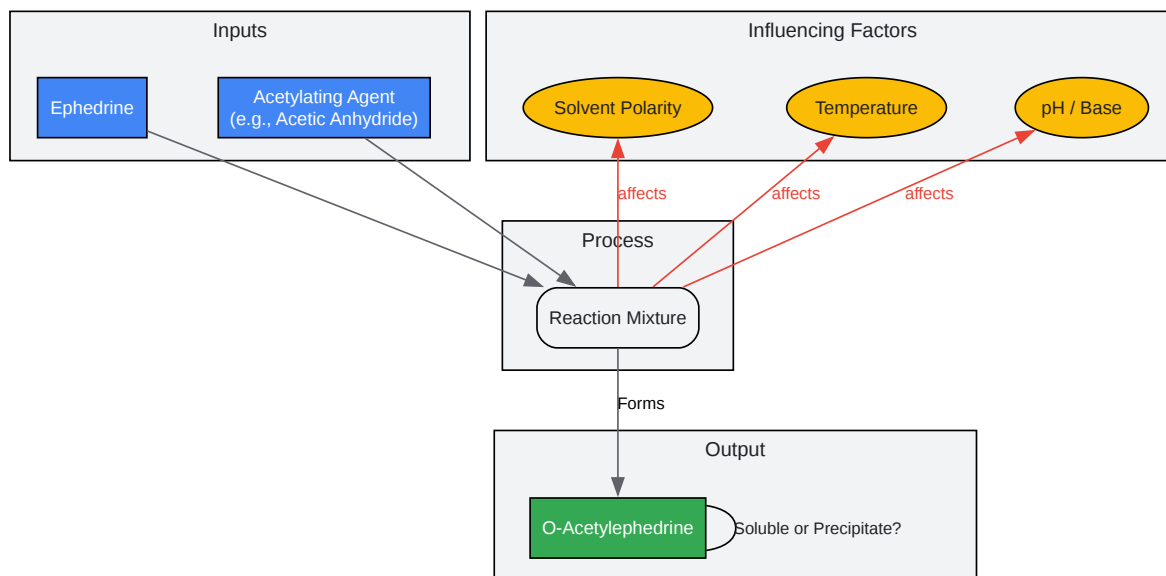 Inputs
Influencing Factors
Ephedrine
Acetylating Agent
(e.g., Acetic Anhydride)
Solvent Polarity
Temperature
pH / Base
affects
affects
affects
Process
Reaction Mixture
Forms
Output
O-Acetylephedrine
Soluble or Precipitate?